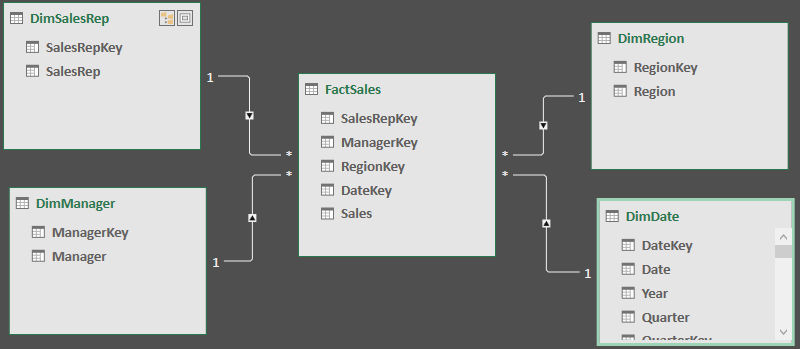 DimSalesRep
SalesRepKey
SalesRep
1
*
DimManager
ManagerKey
Manager
1
*
FactSales
SalesRepKey
ManagerKey
RegionKey
DateKey
Sales
DimRegion
RegionKey
Region
1
*
DimDate
DateKey
Date
Year
Quarter
QuarterKey
1
*